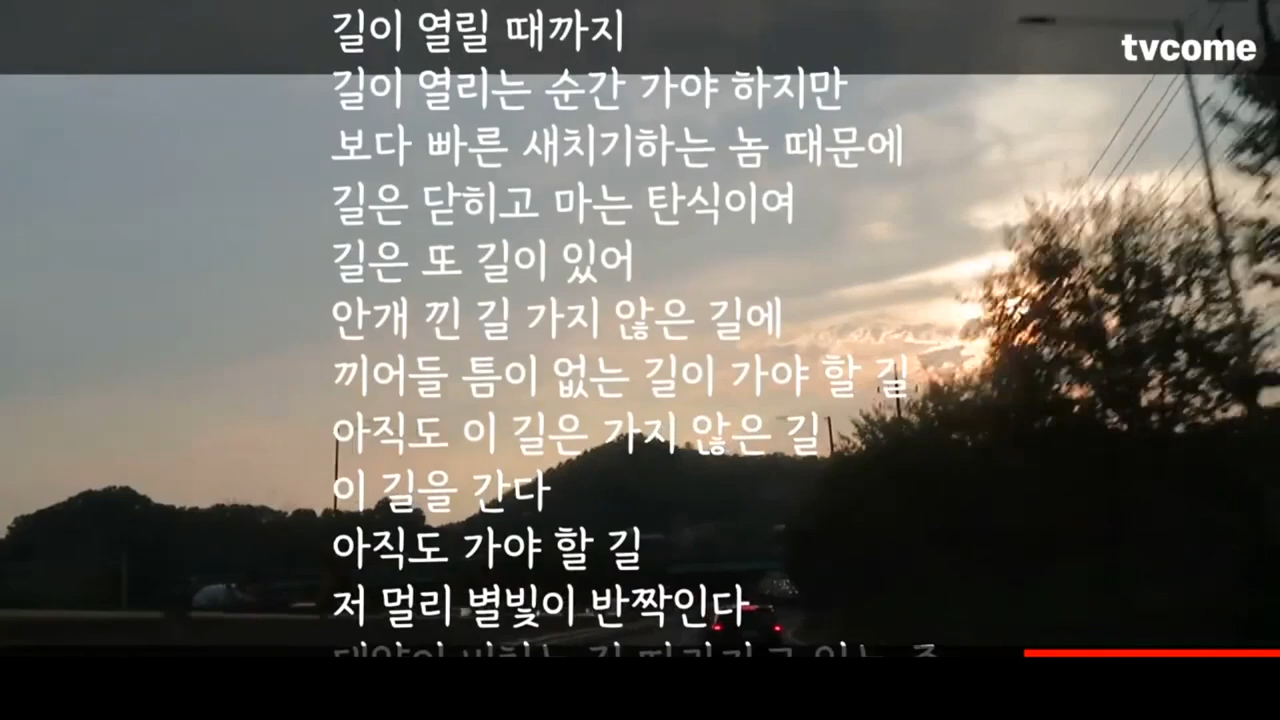 길이 열릴 때까지
tvcome
길이 열리는 순간 가야 하지만
보다 빠른 새치기하는 놈 때문에
길은 닫히고 마는 탄식이여
길은 또 길이 있어
안개 낀 길 가지 않은 길에
끼어들 틈이 없는 길이 가야 할 길
아직도 이 길은 가지 않은 길
이 길을 간다
아직도 가야 할 길
저 멀리 별빛이 반짝인다